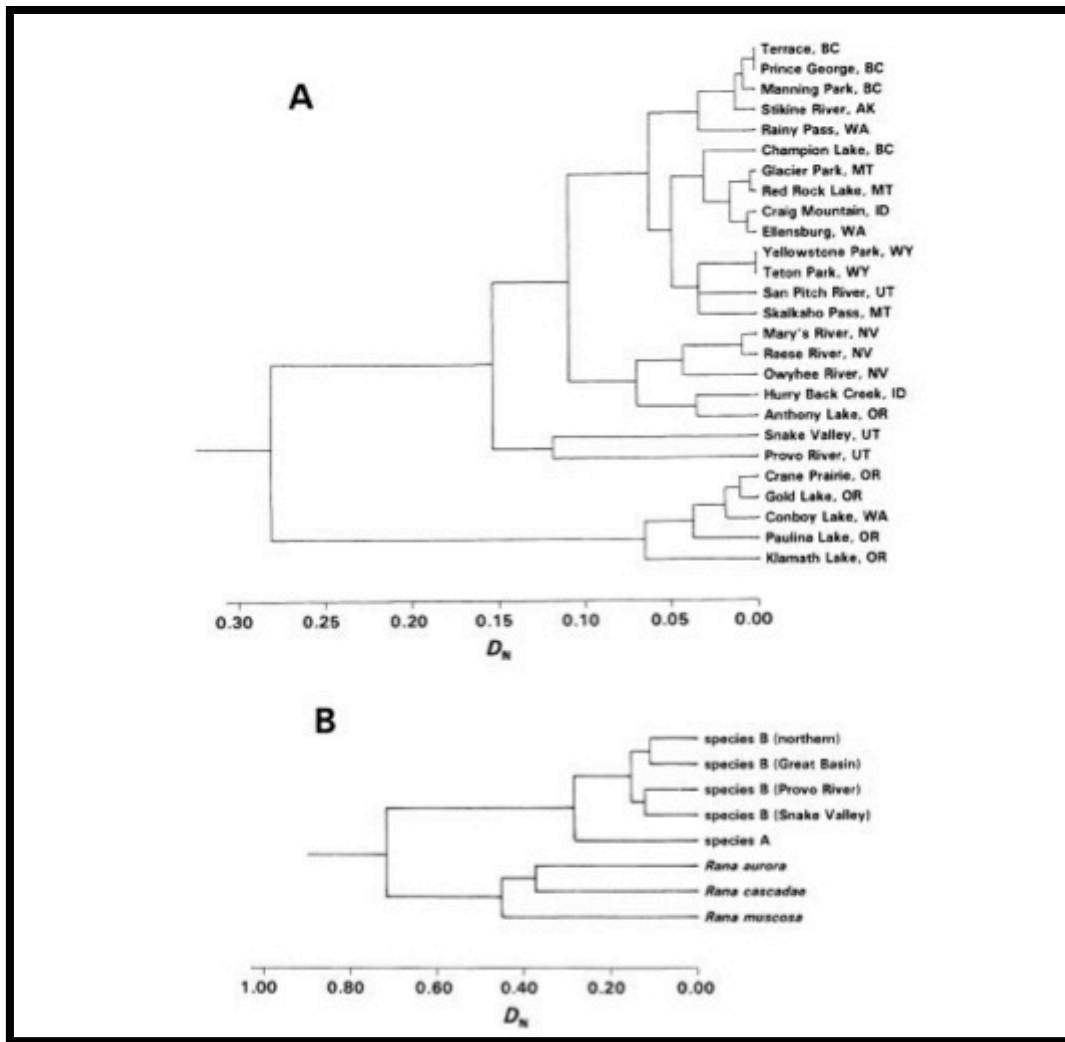 A
Terrace, BC
Prince George, BC
Manning Park, BC
Stikine River, AK
Rainy Pass, WA
Champion Lake, BC
Glacier Park, MT
Red Rock Lake, MT
Craig Mountain, ID
Ellensburg, WA
Yellowstone Park, WY
Teton Park, WY
San Pitch River, UT
Skalkaho Pass, MT
Mary's River, NV
Reese River, NV
Owyhee River, NV
Hurry Back Creek, ID
Anthony Lake, OR
Snake Valley, UT
Provo River, UT
Crane Prairie, OR
Gold Lake, OR
Conboy Lake, WA
Paulina Lake, OR
Klamath Lake, OR
0.30 0.25 0.20 0.15 0.10 0.05 0.00
DN
B
species B (northern)
species B (Great Basin)
species B (Provo River)
species B (Snake Valley)
species A
Rana aurora
Rana cascadae
Rana muscosa
1.00 0.80 0.60 0.40 0.20 0.00
DN